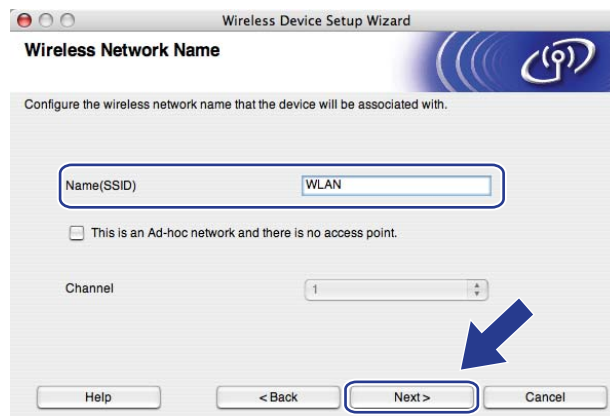 Wireless Device Setup Wizard
Wireless Network Name
Configure the wireless network name that the device will be associated with.
Name(SSID) WLAN
This is an Ad-hoc network and there is no access point.
Channel 1
Help < Back Next > Cancel